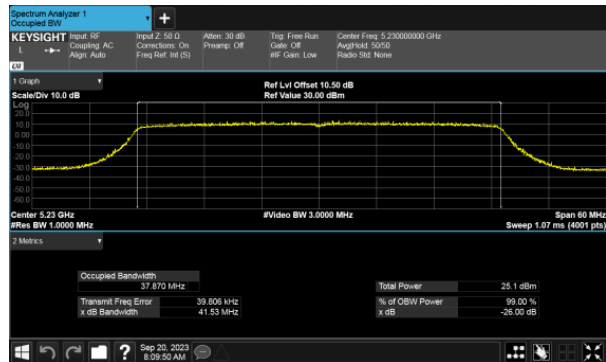 Spectrum Analyzer 1
Occupied BW
KEYSIGHT Input: RF Input Z: 50 Ω Atten: 30 dB Trig: Free Run Center Freq: 5.230000000 GHz
L Coupling: AC Corrections: On Preamp: Off Gate: Off Avg|Hold: 50/50
Align: Auto Freq Ref: Int (S) #IF Gain: Low Radio Std: None
1 Graph Ref Lvl Offset 10.50 dB
Scale/Div 10.0 dB Ref Value 30.00 dBm
Log
20.0
10.0
0.00
-10.0
-20.0
-30.0
-40.0
-50.0
-60.0
Center 5.23 GHz #Video BW 3.0000 MHz Span 60 MHz
#Res BW 1.0000 MHz Sweep 1.07 ms (4001 pts)
2 Metrics
Occupied Bandwidth
37.870 MHz Total Power 25.1 dBm
Transmit Freq Error 39.806 kHz % of OBW Power 99.00 %
x dB Bandwidth 41.53 MHz x dB -26.00 dB
? Sep 20, 2023
8:09:50 AM